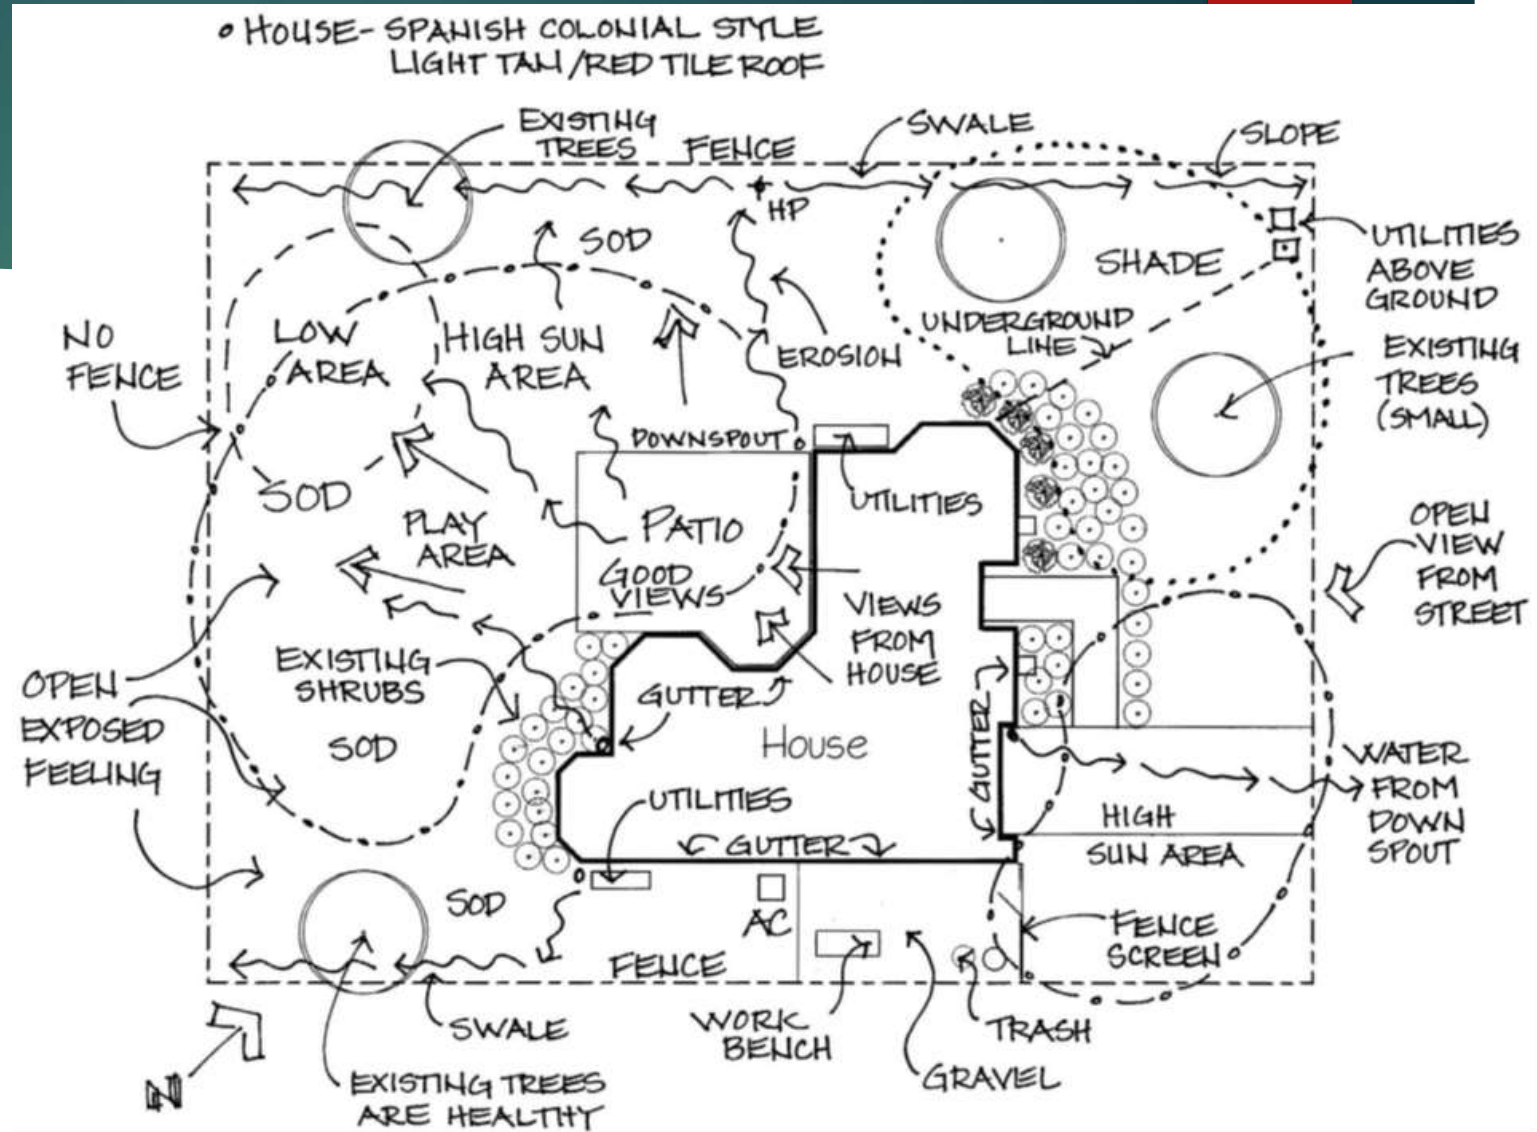 • HOUSE- SPANISH COLONIAL STYLE
LIGHT TAN/RED TILE ROOF
EXISTING
TREES
FENCE
SWALE
SLOPE
HP
SOD
SHADE
UTILITIES
ABOVE
GROUND
NO
FENCE
LOW
AREA
HIGH SUN
AREA
EROSION
UNDERGROUND
LINE
EXISTING
TREES
(SMALL)
DOWNSPOUT
SOD
UTILITIES
PLAY
AREA
PATIO
GOOD
VIEWS
OPEN
VIEW
FROM
STREET
VIEWS
FROM
HOUSE
EXISTING
SHRUBS
OPEN
EXPOSED
FEELING
GUTTER
SOD
House
GUTTER
WATER
FROM
DOWN
SPOUT
UTILITIES
HIGH
SUN AREA
GUTTER
SOD
AC
FENCE
SCREEN
FENCE
SWALE
WORK
BENCH
TRASH
GRAVEL
N
EXISTING TREES
ARE HEALTHY